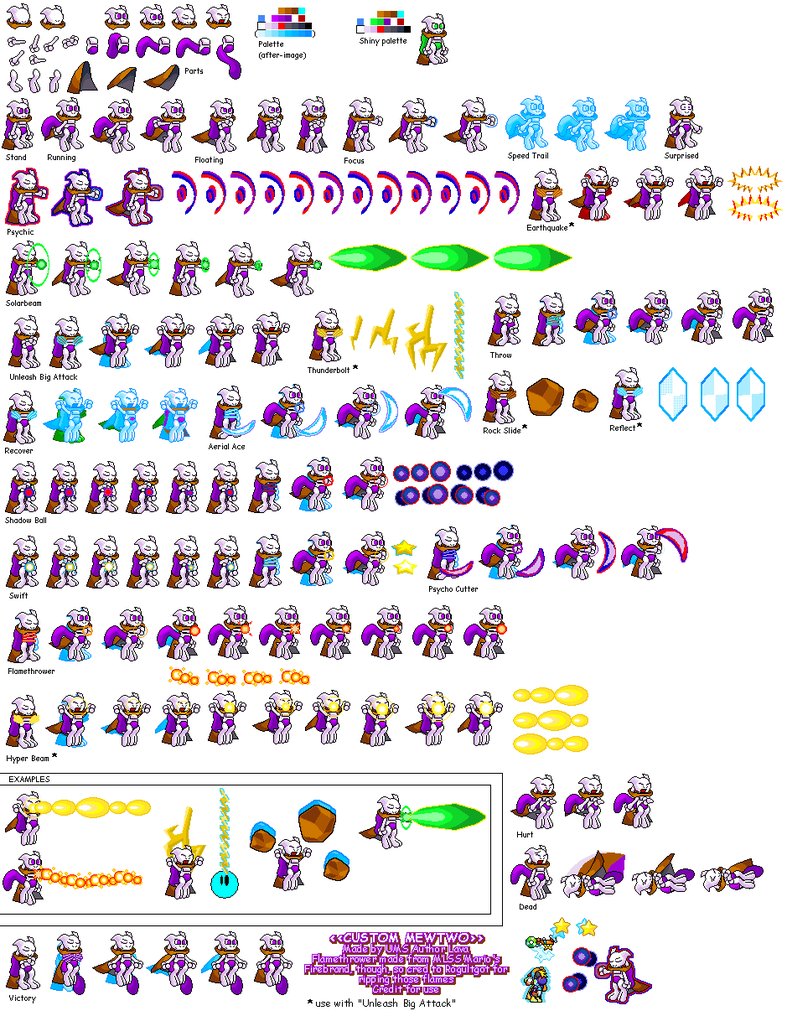 Palette
(after-image)
Shiny palette
Parts
Stand
Running
Floating
Focus
Speed Trail
Surprised
Psychic
Earthquake*
Solarbeam
Unleash Big Attack
Thunderbolt*
Throw
Recover
Aerial Ace
Rock Slide*
Reflect*
Shadow Ball
Swift
Psycho Cutter
Flamethrower
Hyper Beam*
EXAMPLES
Hurt
Dead
Victory
<<CUSTOM MEWTWO>>
Made by UMS Author Lava
Flamethrower made from MLSS Mario's
Firebrand, though, so cred to Rogultgot for
ripping those flames
Credit for use
* use with "Unleash Big Attack"